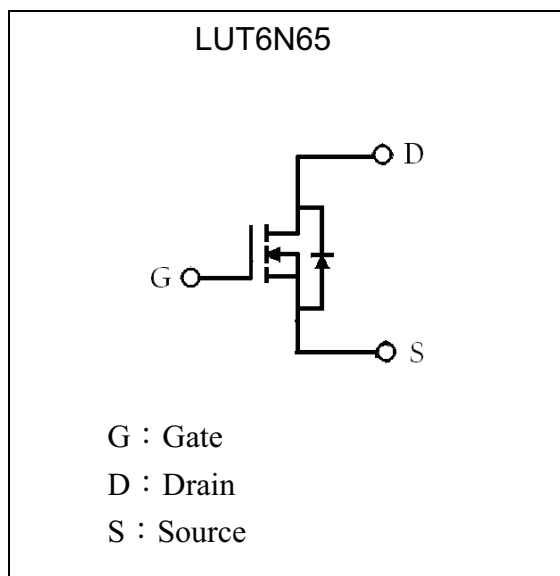 LUT6N65
D
G
S
G：Gate
D：Drain
S：Source